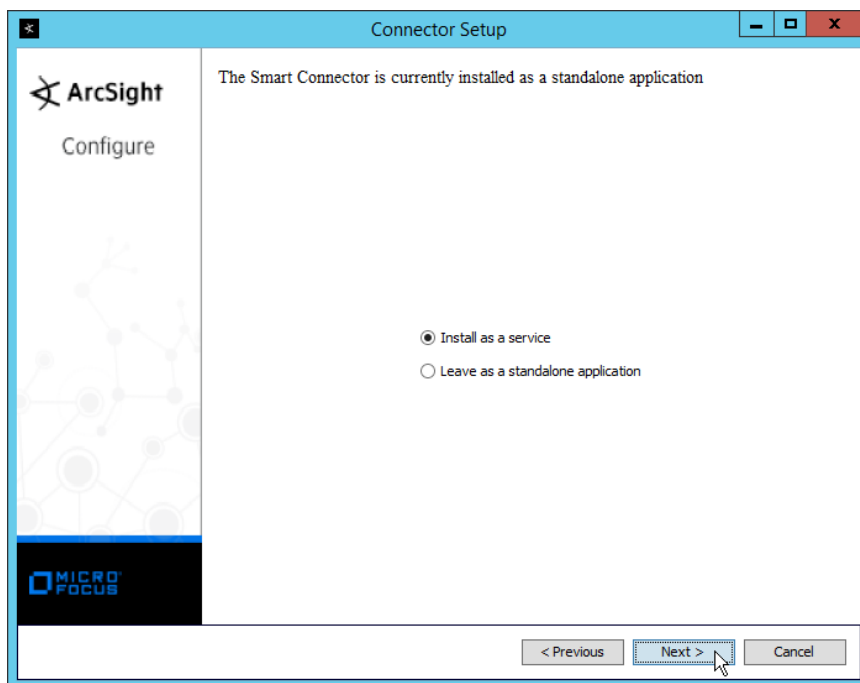 Connector Setup
The Smart Connector is currently installed as a standalone application
ArcSight
Configure
Install as a service
Leave as a standalone application
MICRO
FOCUS
< Previous
Next >
Cancel